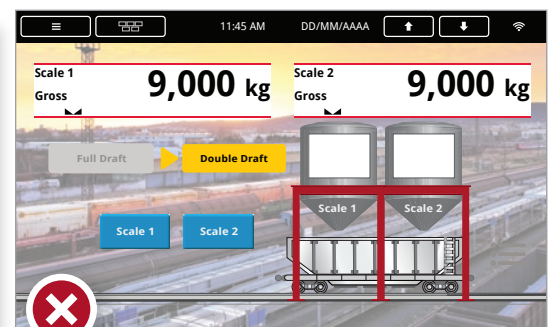 11:45 AM DD/MM/AAAA
Scale 1
Gross 9,000 kg
Scale 2
Gross 9,000 kg
Full Draft Double Draft
Scale 1 Scale 2
Scale 1 Scale 2